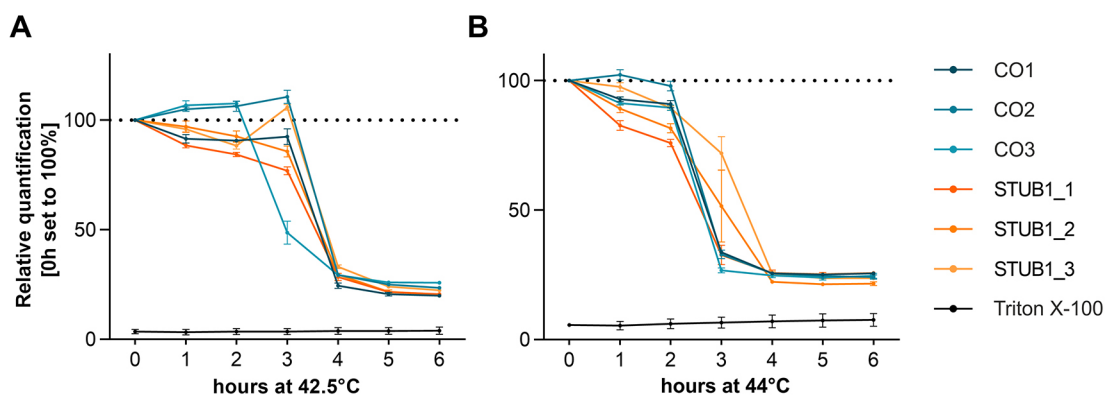 A
Relative quantification
[0h set to 100%]
100
50
0
0 1 2 3 4 5 6
hours at 42.5°C
B
100
50
0
0 1 2 3 4 5 6
hours at 44°C
CO1
CO2
CO3
STUB1_1
STUB1_2
STUB1_3
Triton X-100